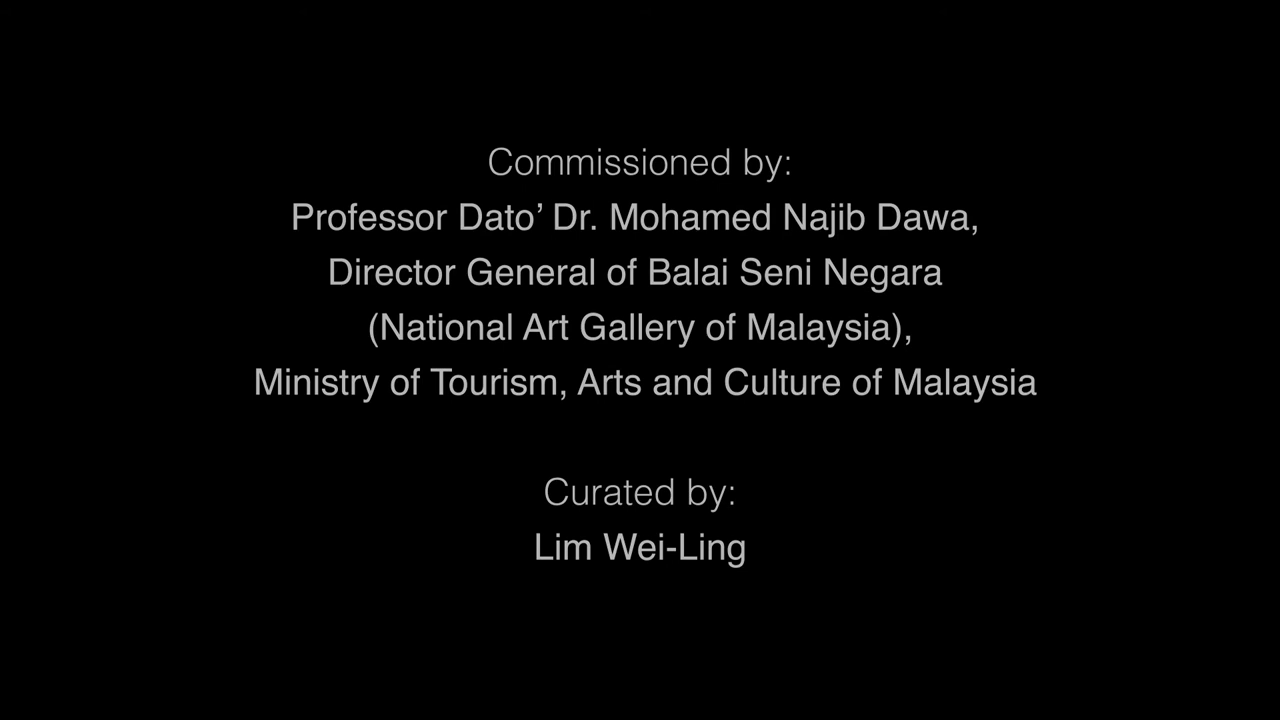 Commissioned by:
Professor Dato’ Dr. Mohamed Najib Dawa,
Director General of Balai Seni Negara
(National Art Gallery of Malaysia),
Ministry of Tourism, Arts and Culture of Malaysia
Curated by:
Lim Wei-Ling